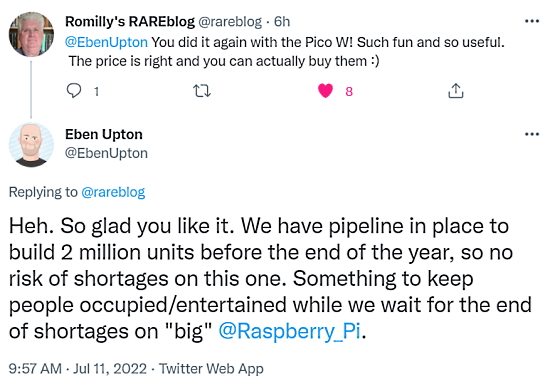 Romilly's RAREblog @rareblog · 6h
@EbenUpton You did it again with the Pico W! Such fun and so useful.
The price is right and you can actually buy them :)
1
8
Eben Upton
@EbenUpton
Replying to @rareblog
Heh. So glad you like it. We have pipeline in place to
build 2 million units before the end of the year, so no
risk of shortages on this one. Something to keep
people occupied/entertained while we wait for the end
of shortages on "big" @Raspberry_Pi.
9:57 AM · Jul 11, 2022 · Twitter Web App